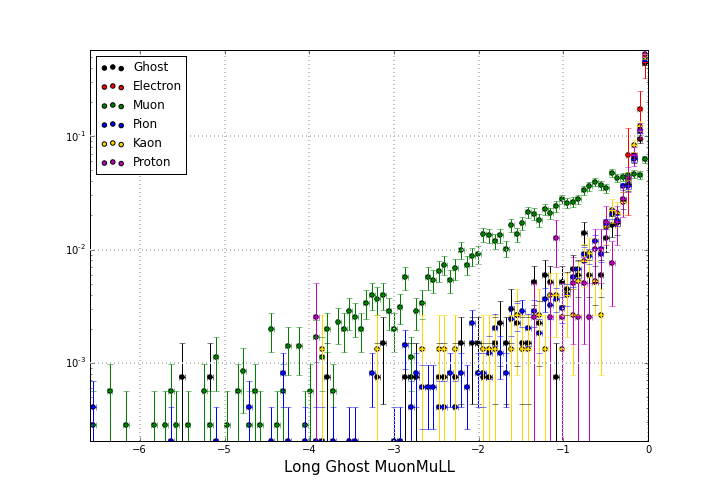 Ghost
Electron
Muon
Pion
Kaon
Proton
10⁻¹
10⁻²
10⁻³
−6 −5 −4 −3 −2 −1 0
Long Ghost MuonMuLL